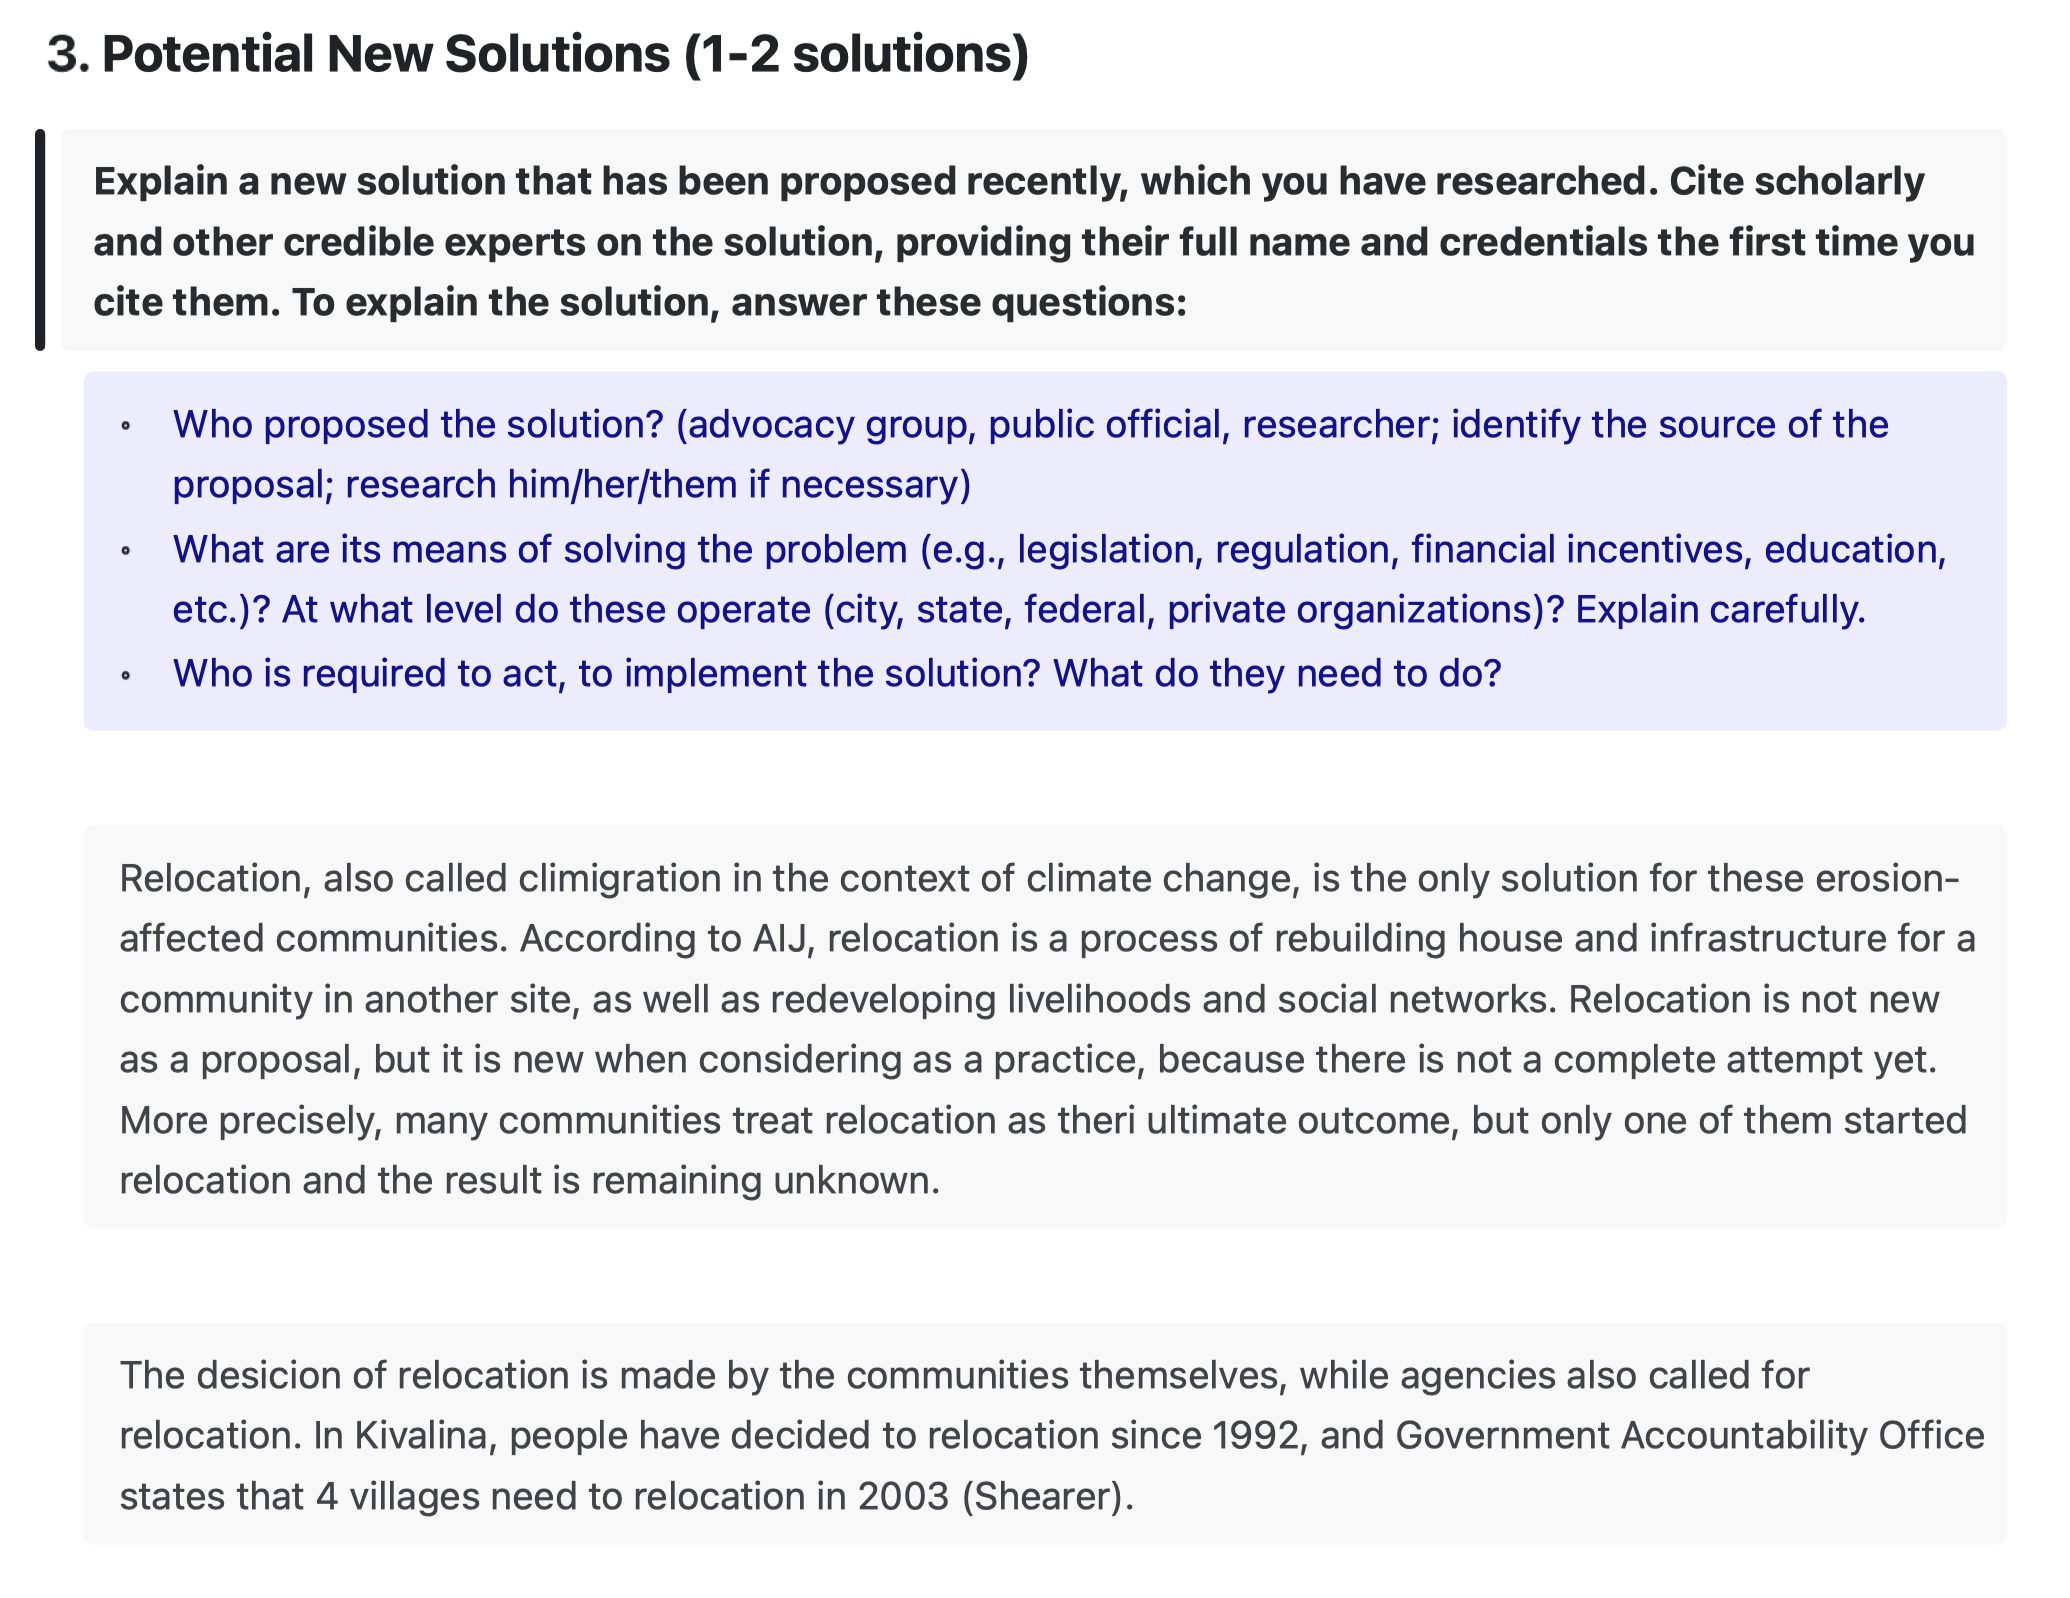 3. Potential New Solutions (1-2 solutions)
Explain a new solution that has been proposed recently, which you have researched. Cite scholarly
and other credible experts on the solution, providing their full name and credentials the first time you
cite them. To explain the solution, answer these questions:
◦ Who proposed the solution? (advocacy group, public official, researcher; identify the source of the
proposal; research him/her/them if necessary)
◦ What are its means of solving the problem (e.g., legislation, regulation, financial incentives, education,
etc.)? At what level do these operate (city, state, federal, private organizations)? Explain carefully.
◦ Who is required to act, to implement the solution? What do they need to do?
Relocation, also called climigration in the context of climate change, is the only solution for these erosion-
affected communities. According to AIJ, relocation is a process of rebuilding house and infrastructure for a
community in another site, as well as redeveloping livelihoods and social networks. Relocation is not new
as a proposal, but it is new when considering as a practice, because there is not a complete attempt yet.
More precisely, many communities treat relocation as theri ultimate outcome, but only one of them started
relocation and the result is remaining unknown.
The desicion of relocation is made by the communities themselves, while agencies also called for
relocation. In Kivalina, people have decided to relocation since 1992, and Government Accountability Office
states that 4 villages need to relocation in 2003 (Shearer).